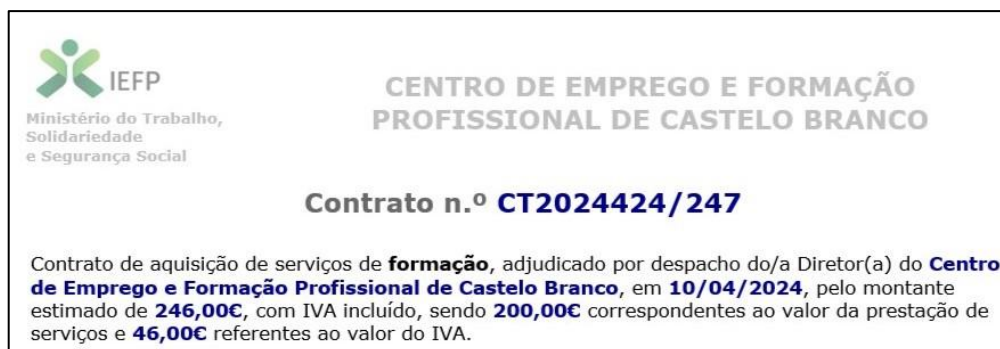 IEFP
Ministério do Trabalho,
Solidariedade
e Segurança Social
CENTRO DE EMPREGO E FORMAÇÃO
PROFISSIONAL DE CASTELO BRANCO
Contrato n.º CT2024424/247
Contrato de aquisição de serviços de formação, adjudicado por despacho do/a Diretor(a) do Centro
de Emprego e Formação Profissional de Castelo Branco, em 10/04/2024, pelo montante
estimado de 246,00€, com IVA incluído, sendo 200,00€ correspondentes ao valor da prestação de
serviços e 46,00€ referentes ao valor do IVA.